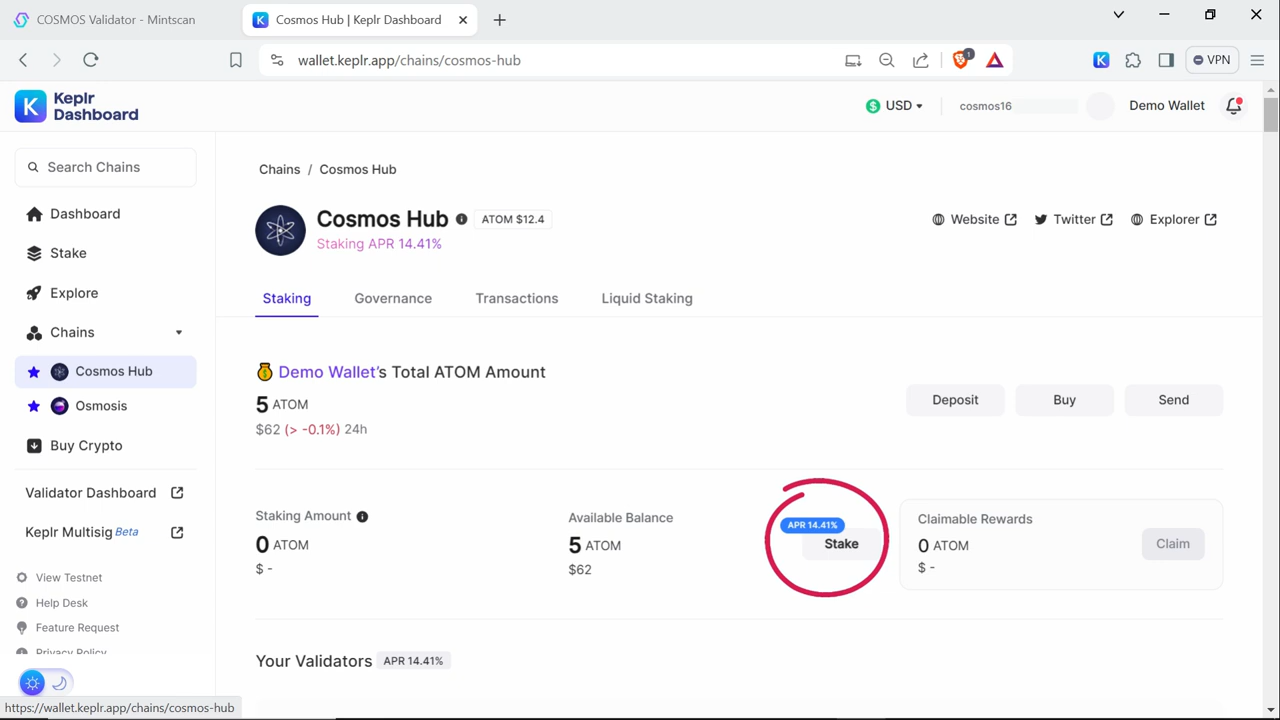 COSMOS Validator - Mintscan
Cosmos Hub | Keplr Dashboard
wallet.keplr.app/chains/cosmos-hub
1
K
VPN
K
Keplr
Dashboard
$ USD
cosmos16
Demo Wallet
Search Chains
Dashboard
Stake
Explore
Chains
Cosmos Hub
Osmosis
Buy Crypto
Validator Dashboard
Keplr Multisig Beta
View Testnet
Help Desk
Feature Request
Privacy Policy
https://wallet.keplr.app/chains/cosmos-hub
Chains / Cosmos Hub
Cosmos Hub
ATOM $12.4
Staking APR 14.41%
Website
Twitter
Explorer
Staking
Governance
Transactions
Liquid Staking
Demo Wallet's Total ATOM Amount
5 ATOM
$62 (> -0.1%) 24h
Deposit
Buy
Send
Staking Amount
0 ATOM
$ -
Available Balance
5 ATOM
$62
APR 14.41%
Stake
Claimable Rewards
0 ATOM
$ -
Claim
Your Validators
APR 14.41%